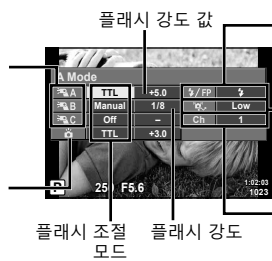 플래시 강도 값
A Mode
A TTL +5.0 FP
B Manual 1/8 Low
C Off – Ch 1
TTL +3.0
P 250 F5.6 1:02:03
1023
플래시 조절 플래시 강도
모드